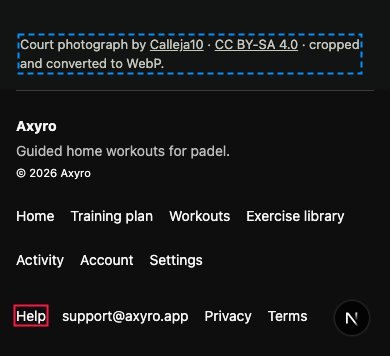 Court photograph by Calleja10 · CC BY-SA 4.0 · cropped
and converted to WebP.
Axyro
Guided home workouts for padel.
© 2026 Axyro
Home Training plan Workouts Exercise library
Activity Account Settings
Help support@axyro.app Privacy Terms N